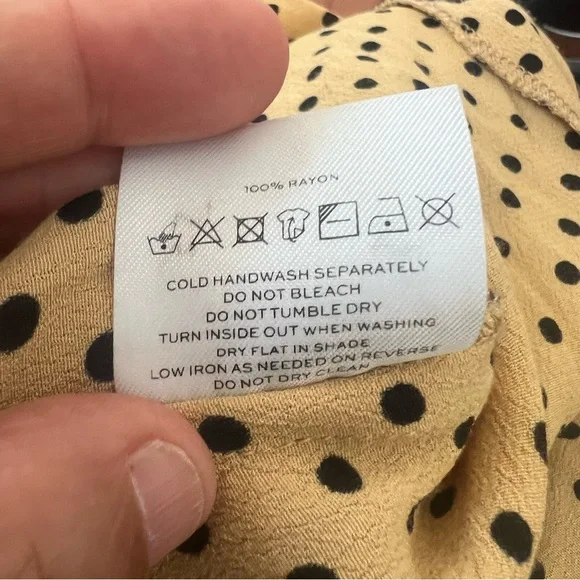 100% RAYON
COLD HANDWASH SEPARATELY
DO NOT BLEACH
DO NOT TUMBLE DRY
TURN INSIDE OUT WHEN WASHING
DRY FLAT IN SHADE
LOW IRON AS NEEDED ON REVERSE
DO NOT DRY CLEAN